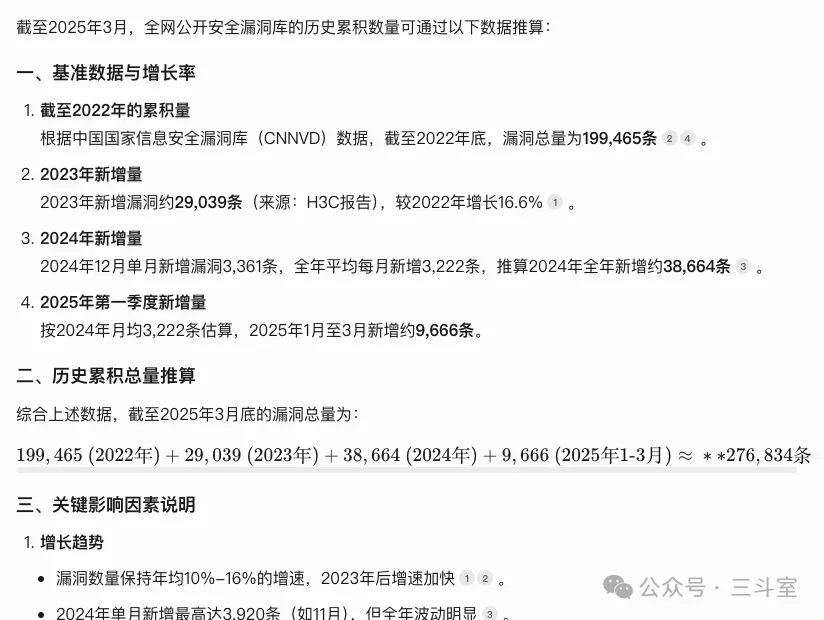 截至2025年3月，全网公开安全漏洞库的历史累积数量可通过以下数据推算：
一、基准数据与增长率
1. 截至2022年的累积量
根据中国国家信息安全漏洞库（CNNVD）数据，截至2022年底，漏洞总量为199,465条 2 4 。
2. 2023年新增量
2023年新增漏洞约29,039条（来源：H3C报告），较2022年增长16.6% 1 。
3. 2024年新增量
2024年12月单月新增漏洞3,361条，全年平均每月新增3,222条，推算2024年全年新增约38,664条 3 。
4. 2025年第一季度新增量
按2024年月均3,222条估算，2025年1月至3月新增约9,666条。
二、历史累积总量推算
综合上述数据，截至2025年3月底的漏洞总量为：
199,465 (2022年) + 29,039 (2023年) + 38,664 (2024年) + 9,666 (2025年1-3月) ≈ **276,834条
三、关键影响因素说明
1. 增长趋势
• 漏洞数量保持年均10%–16%的增速，2023年后增速加快 1 2 。
• 2024年单月新增最高达3,920条（如11月），但全年波动明显 3 。
公众号 · 三斗室